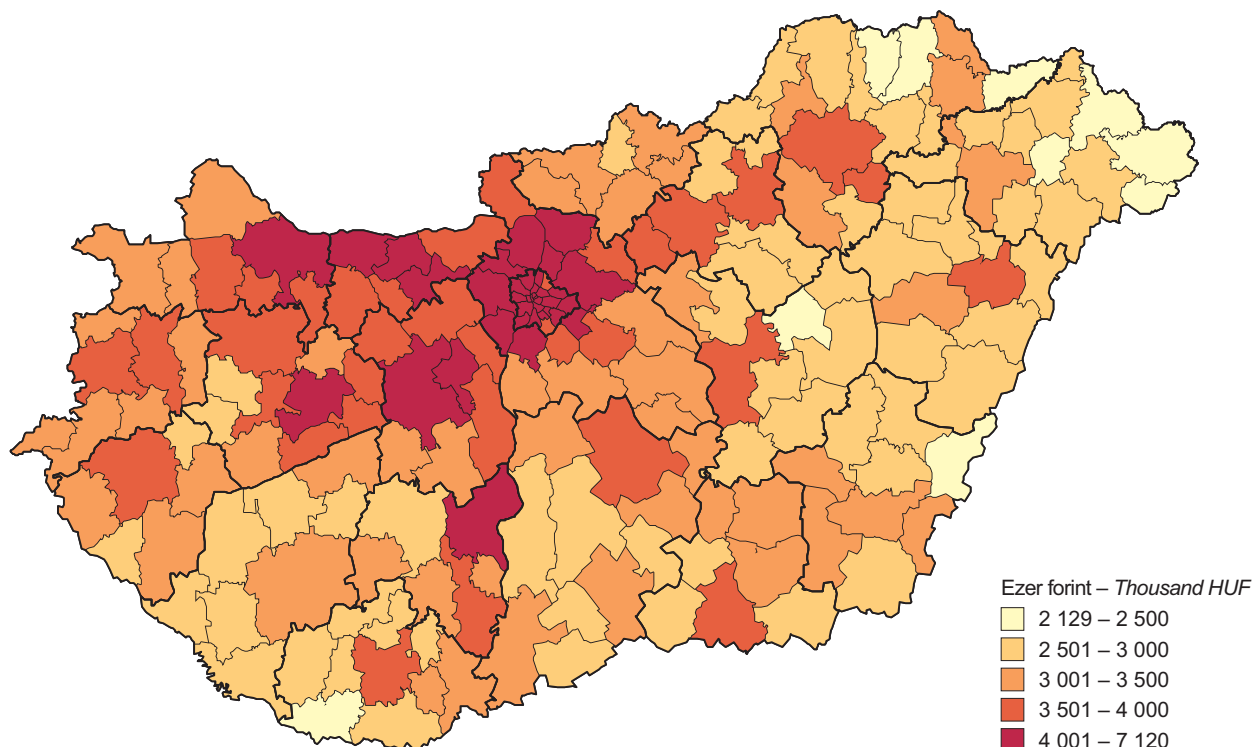 Ezer forint – Thousand HUF
2 129 – 2 500
2 501 – 3 000
3 001 – 3 500
3 501 – 4 000
4 001 – 7 120